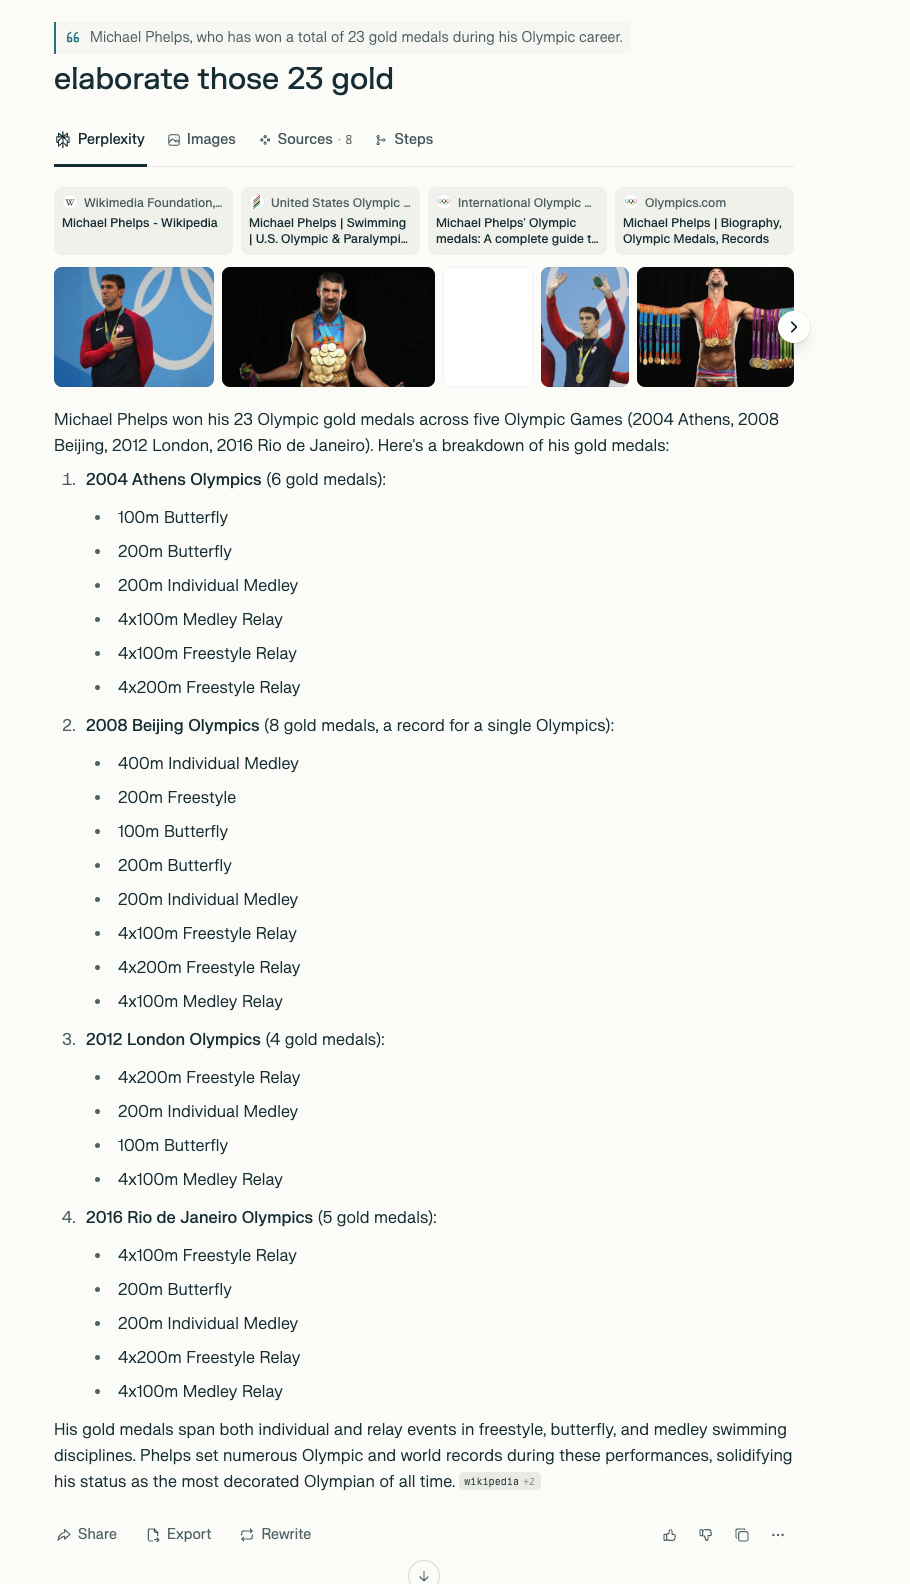 Michael Phelps, who has won a total of 23 gold medals during his Olympic career.
elaborate those 23 gold
Perplexity Images Sources · 8 Steps
Wikimedia Foundation,...
Michael Phelps - Wikipedia
United States Olympic ...
Michael Phelps | Swimming
| U.S. Olympic & Paralympi...
International Olympic ...
Michael Phelps' Olympic
medals: A complete guide t...
Olympics.com
Michael Phelps | Biography,
Olympic Medals, Records
Michael Phelps won his 23 Olympic gold medals across five Olympic Games (2004 Athens, 2008
Beijing, 2012 London, 2016 Rio de Janeiro). Here's a breakdown of his gold medals:
1. 2004 Athens Olympics (6 gold medals):
• 100m Butterfly
• 200m Butterfly
• 200m Individual Medley
• 4x100m Medley Relay
• 4x100m Freestyle Relay
• 4x200m Freestyle Relay
2. 2008 Beijing Olympics (8 gold medals, a record for a single Olympics):
• 400m Individual Medley
• 200m Freestyle
• 100m Butterfly
• 200m Butterfly
• 200m Individual Medley
• 4x100m Freestyle Relay
• 4x200m Freestyle Relay
• 4x100m Medley Relay
3. 2012 London Olympics (4 gold medals):
• 4x200m Freestyle Relay
• 200m Individual Medley
• 100m Butterfly
• 4x100m Medley Relay
4. 2016 Rio de Janeiro Olympics (5 gold medals):
• 4x100m Freestyle Relay
• 200m Butterfly
• 200m Individual Medley
• 4x200m Freestyle Relay
• 4x100m Medley Relay
His gold medals span both individual and relay events in freestyle, butterfly, and medley swimming
disciplines. Phelps set numerous Olympic and world records during these performances, solidifying
his status as the most decorated Olympian of all time. wikipedia +2
Share Export Rewrite